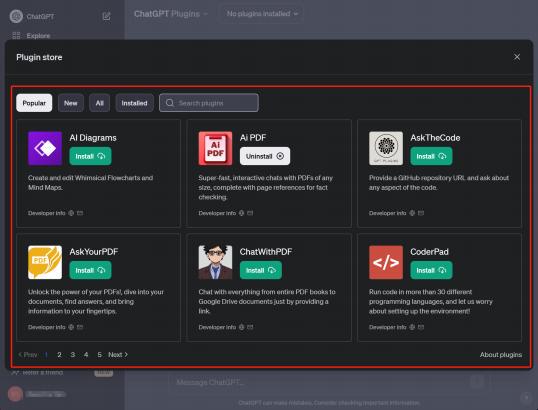 ChatGPT
ChatGPT Plugins
No plugins installed
Explore
Plugin store
Popular
New
All
Installed
Search plugins
AI Diagrams
Install
Create and edit Whimsical Flowcharts and
Mind Maps.
Developer Info
Ai
PDF
Ai PDF
Uninstall
Super-fast, interactive chats with PDFs of any
size, complete with page references for fact
checking.
Developer Info
GPT PLUGINS
AskTheCode
Install
Provide a GitHub repository URL and ask about
any aspect of the code.
Developer Info
PDF
AskYourPDF
Install
Unlock the power of your PDFs!, dive into your
documents, find answers, and bring
information to your fingertips.
Developer Info
ChatWithPDF
Install
Chat with everything from entire PDF books to
Google Drive documents just by providing a
link.
Developer Info
</>
CoderPad
Install
Run code in more than 30 different
programming languages, and let us worry
about setting up the environment!
Developer Info
< Prev 1 2 3 4 5 Next >
About plugins
Refer a friend
NEW
Message ChatGPT...
ChatGPT can make mistakes. Consider checking important information.
?